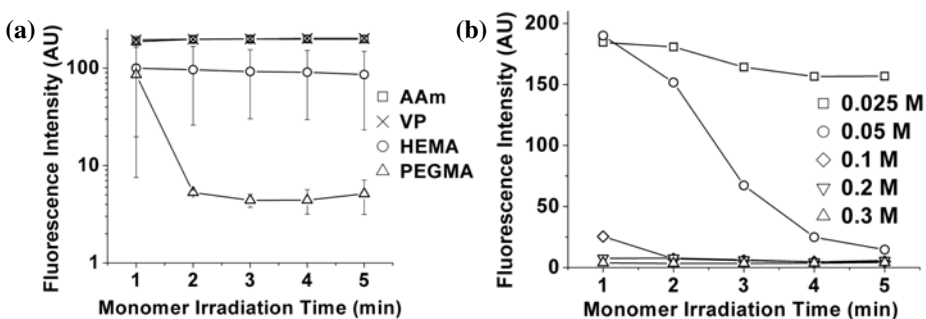 (a)
Fluorescence Intensity (AU)
100
10
1
AAm
VP
HEMA
PEGMA
1 2 3 4 5
Monomer Irradiation Time (min)
(b)
Fluorescence Intensity (AU)
200
150
100
50
0
0.025 M
0.05 M
0.1 M
0.2 M
0.3 M
1 2 3 4 5
Monomer Irradiation Time (min)